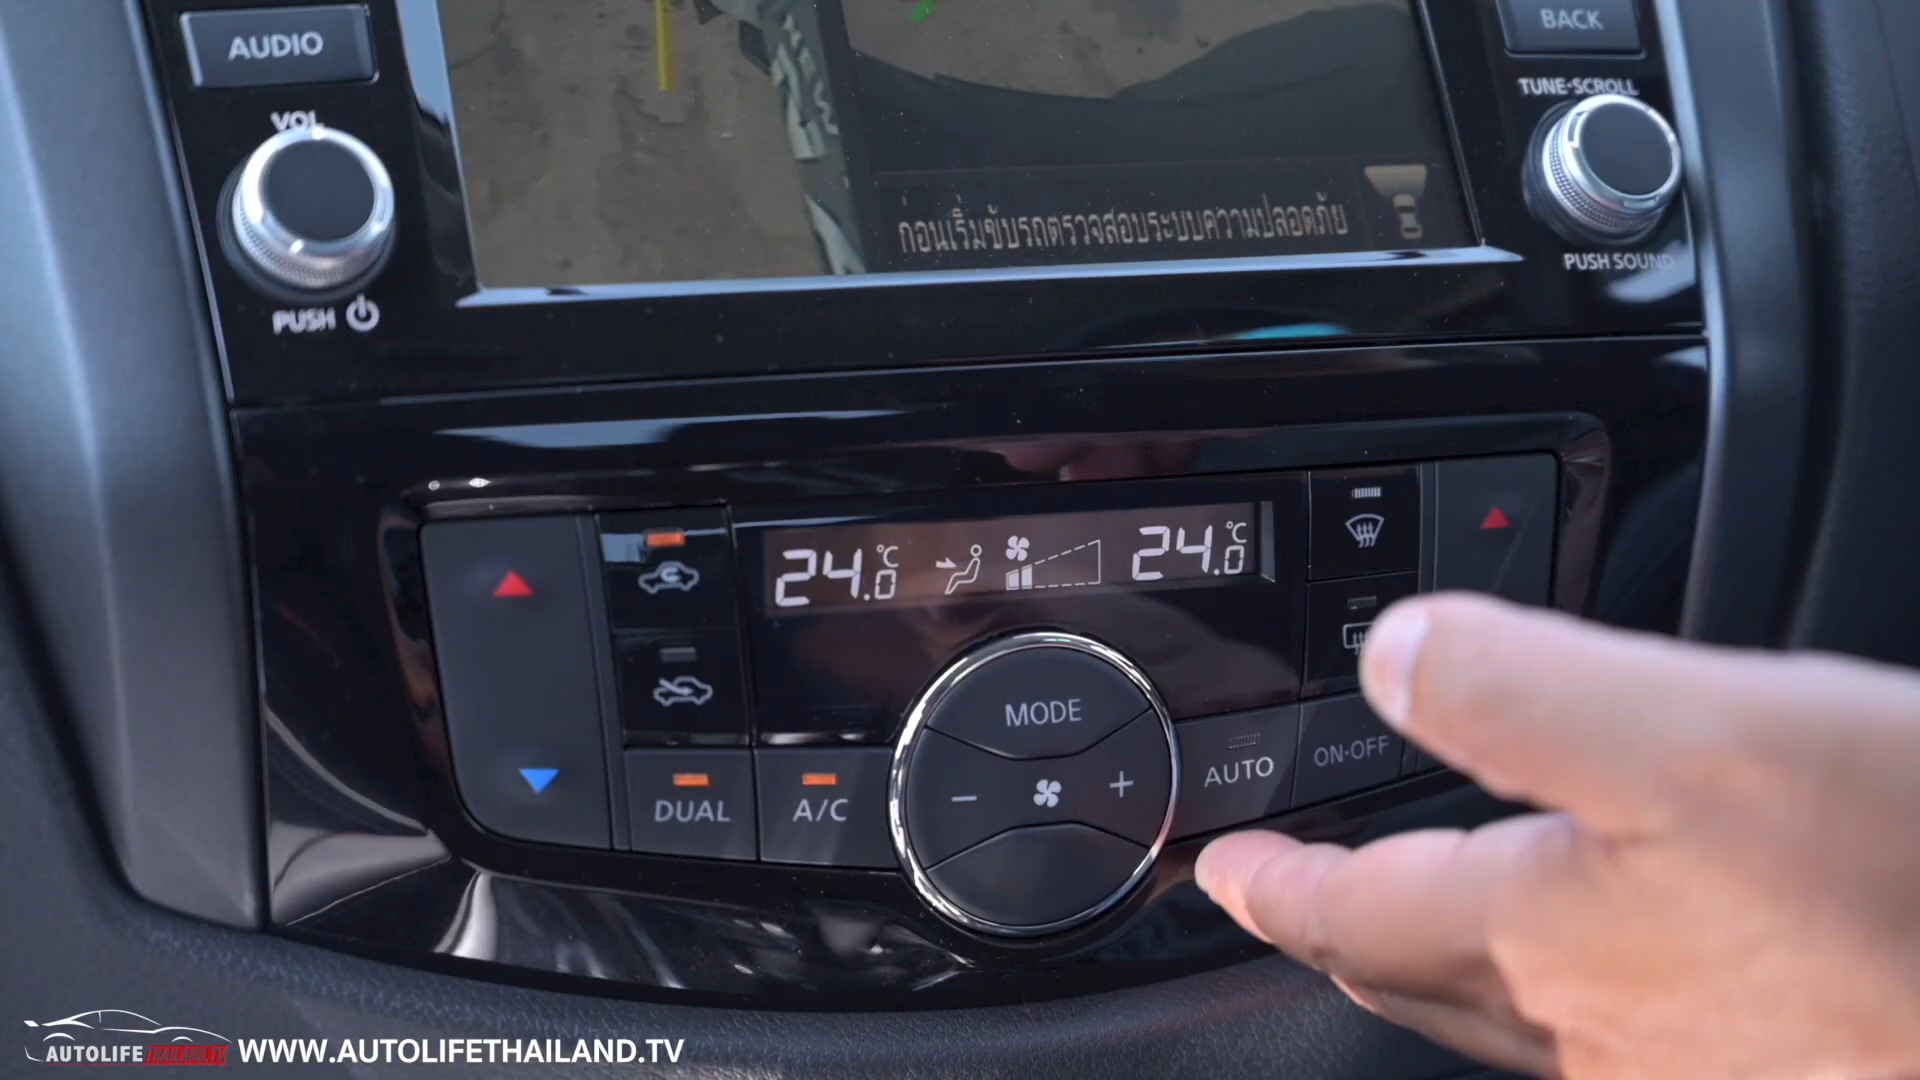 AUDIO
BACK
VOL
TUNE·SCROLL
ก่อนเริ่มขับรถตรวจสอบระบบความปลอดภัย
PUSH SOUND
PUSH
24.0 °C
24.0 °C
MODE
DUAL
A/C
- +
AUTO
ON·OFF
AUTOLIFETHAILAND.TV
WWW.AUTOLIFETHAILAND.TV